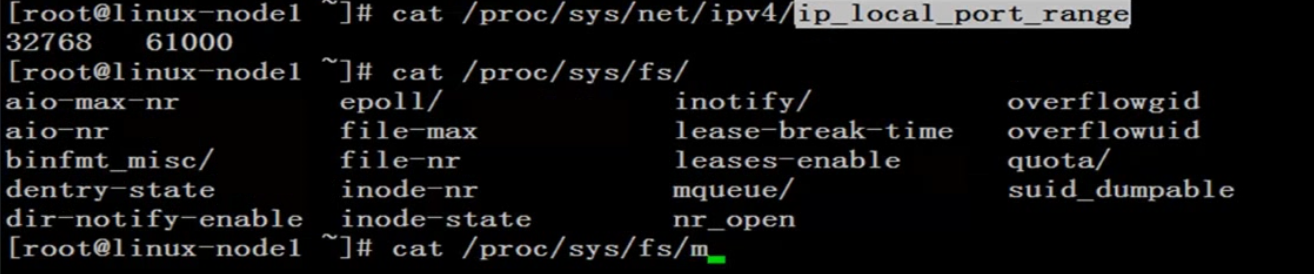 [root@linux-node1 ~]# cat /proc/sys/net/ipv4/ip_local_port_range
32768 61000
[root@linux-node1 ~]# cat /proc/sys/fs/
aio-max-nr epoll/ inotify/ overflowgid
aio-nr file-max lease-break-time overflowuid
binfmt_misc/ file-nr leases-enable quota/
dentry-state inode-nr mqueue/ suid_dumpable
dir-notify-enable inode-state nr_open
[root@linux-node1 ~]# cat /proc/sys/fs/m